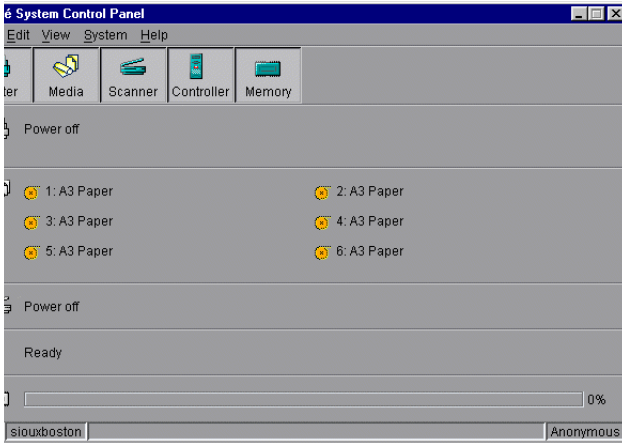 é System Control Panel
Edit View System Help
ter Media Scanner Controller Memory
Power off
1: A3 Paper 2: A3 Paper
3: A3 Paper 4: A3 Paper
5: A3 Paper 6: A3 Paper
Power off
Ready
0%
siouxboston Anonymous